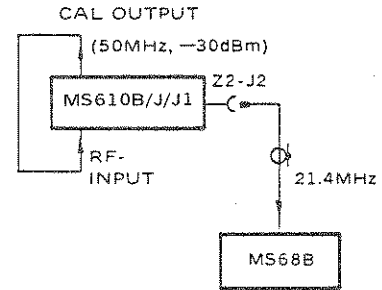 CAL OUTPUT
(50MHz, —30dBm)
Z2-J2
MS610B/J/J1
RF-
INPUT
21.4MHz
MS68B